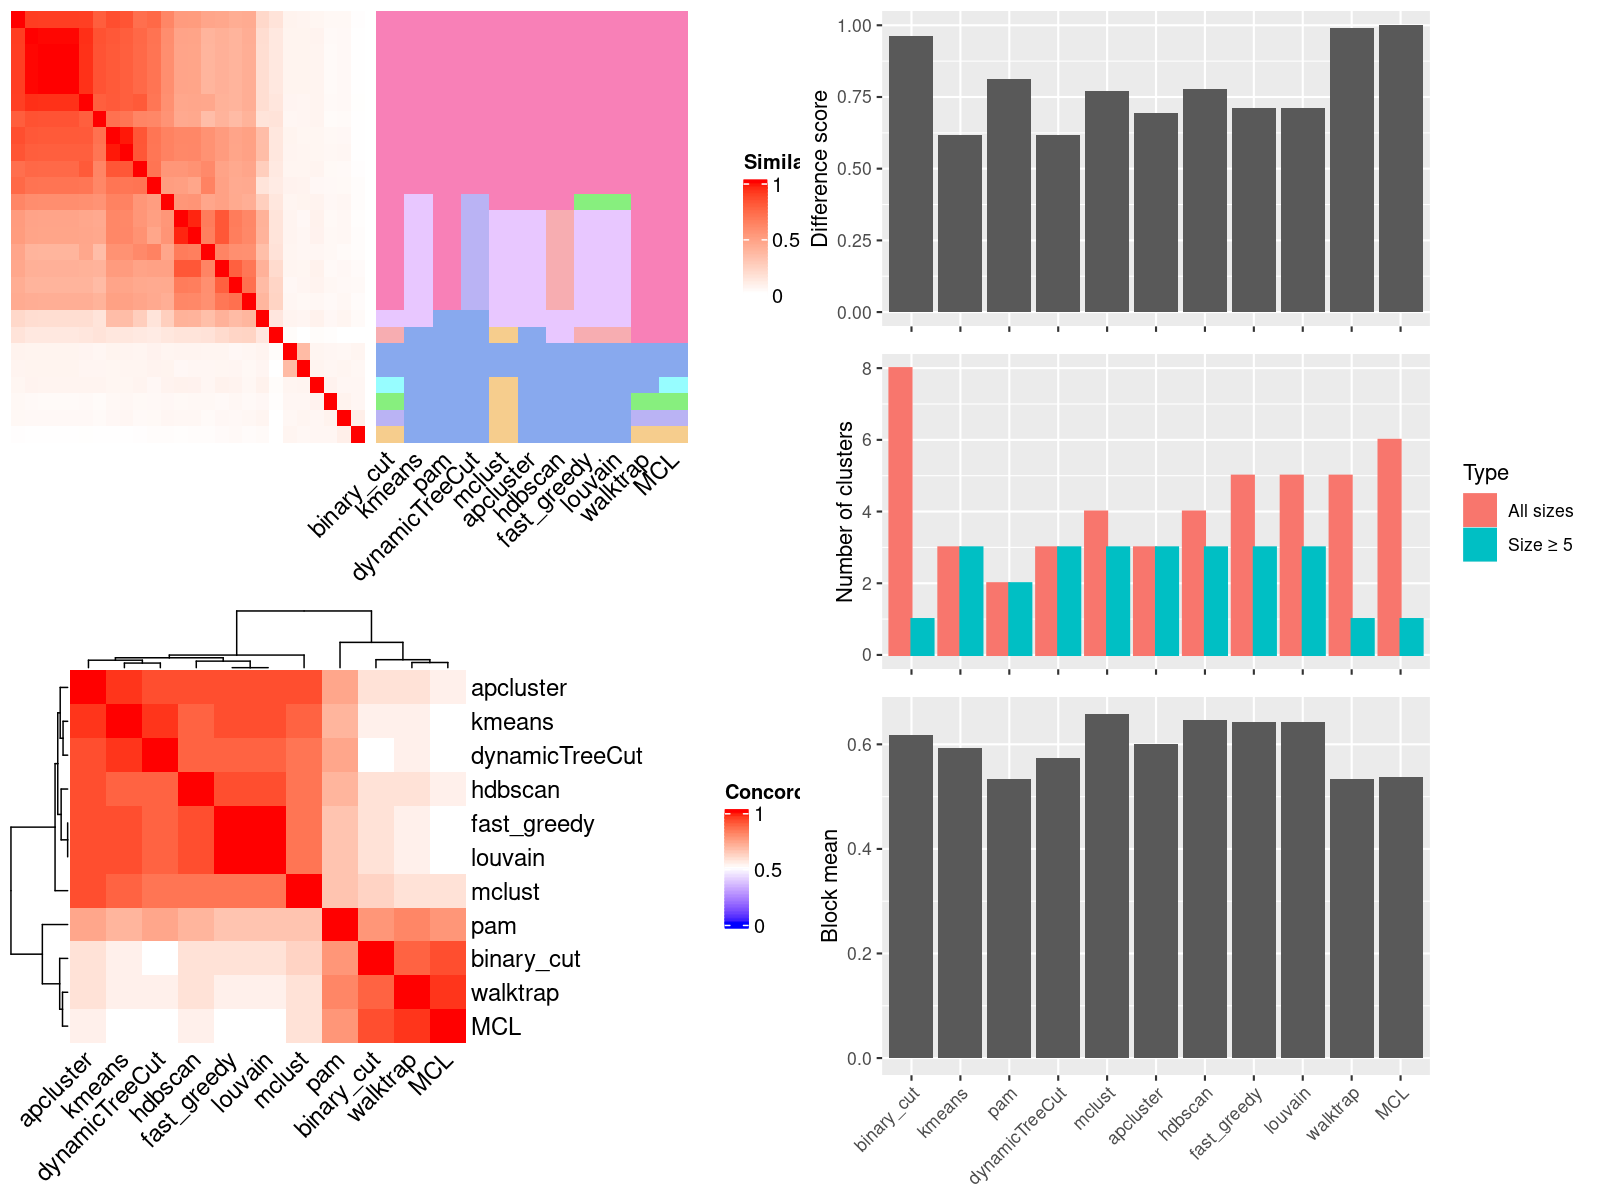 Simila
1
0.5
0
binary_cut
kmeans
pam
dynamicTreeCut
mclust
apcluster
hdbscan
fast_greedy
louvain
walktrap
MCL
apcluster
kmeans
dynamicTreeCut
hdbscan
fast_greedy
louvain
mclust
pam
binary_cut
walktrap
MCL
Concord
1
0.5
0
apcluster
kmeans
dynamicTreeCut
hdbscan
fast_greedy
louvain
mclust
pam
binary_cut
walktrap
MCL
Difference score
1.00
0.75
0.50
0.25
0.00
Number of clusters
8
6
4
2
0
Type
All sizes
Size ≥ 5
Block mean
0.6
0.4
0.2
0.0
binary_cut
kmeans
pam
dynamicTreeCut
mclust
apcluster
hdbscan
fast_greedy
louvain
walktrap
MCL